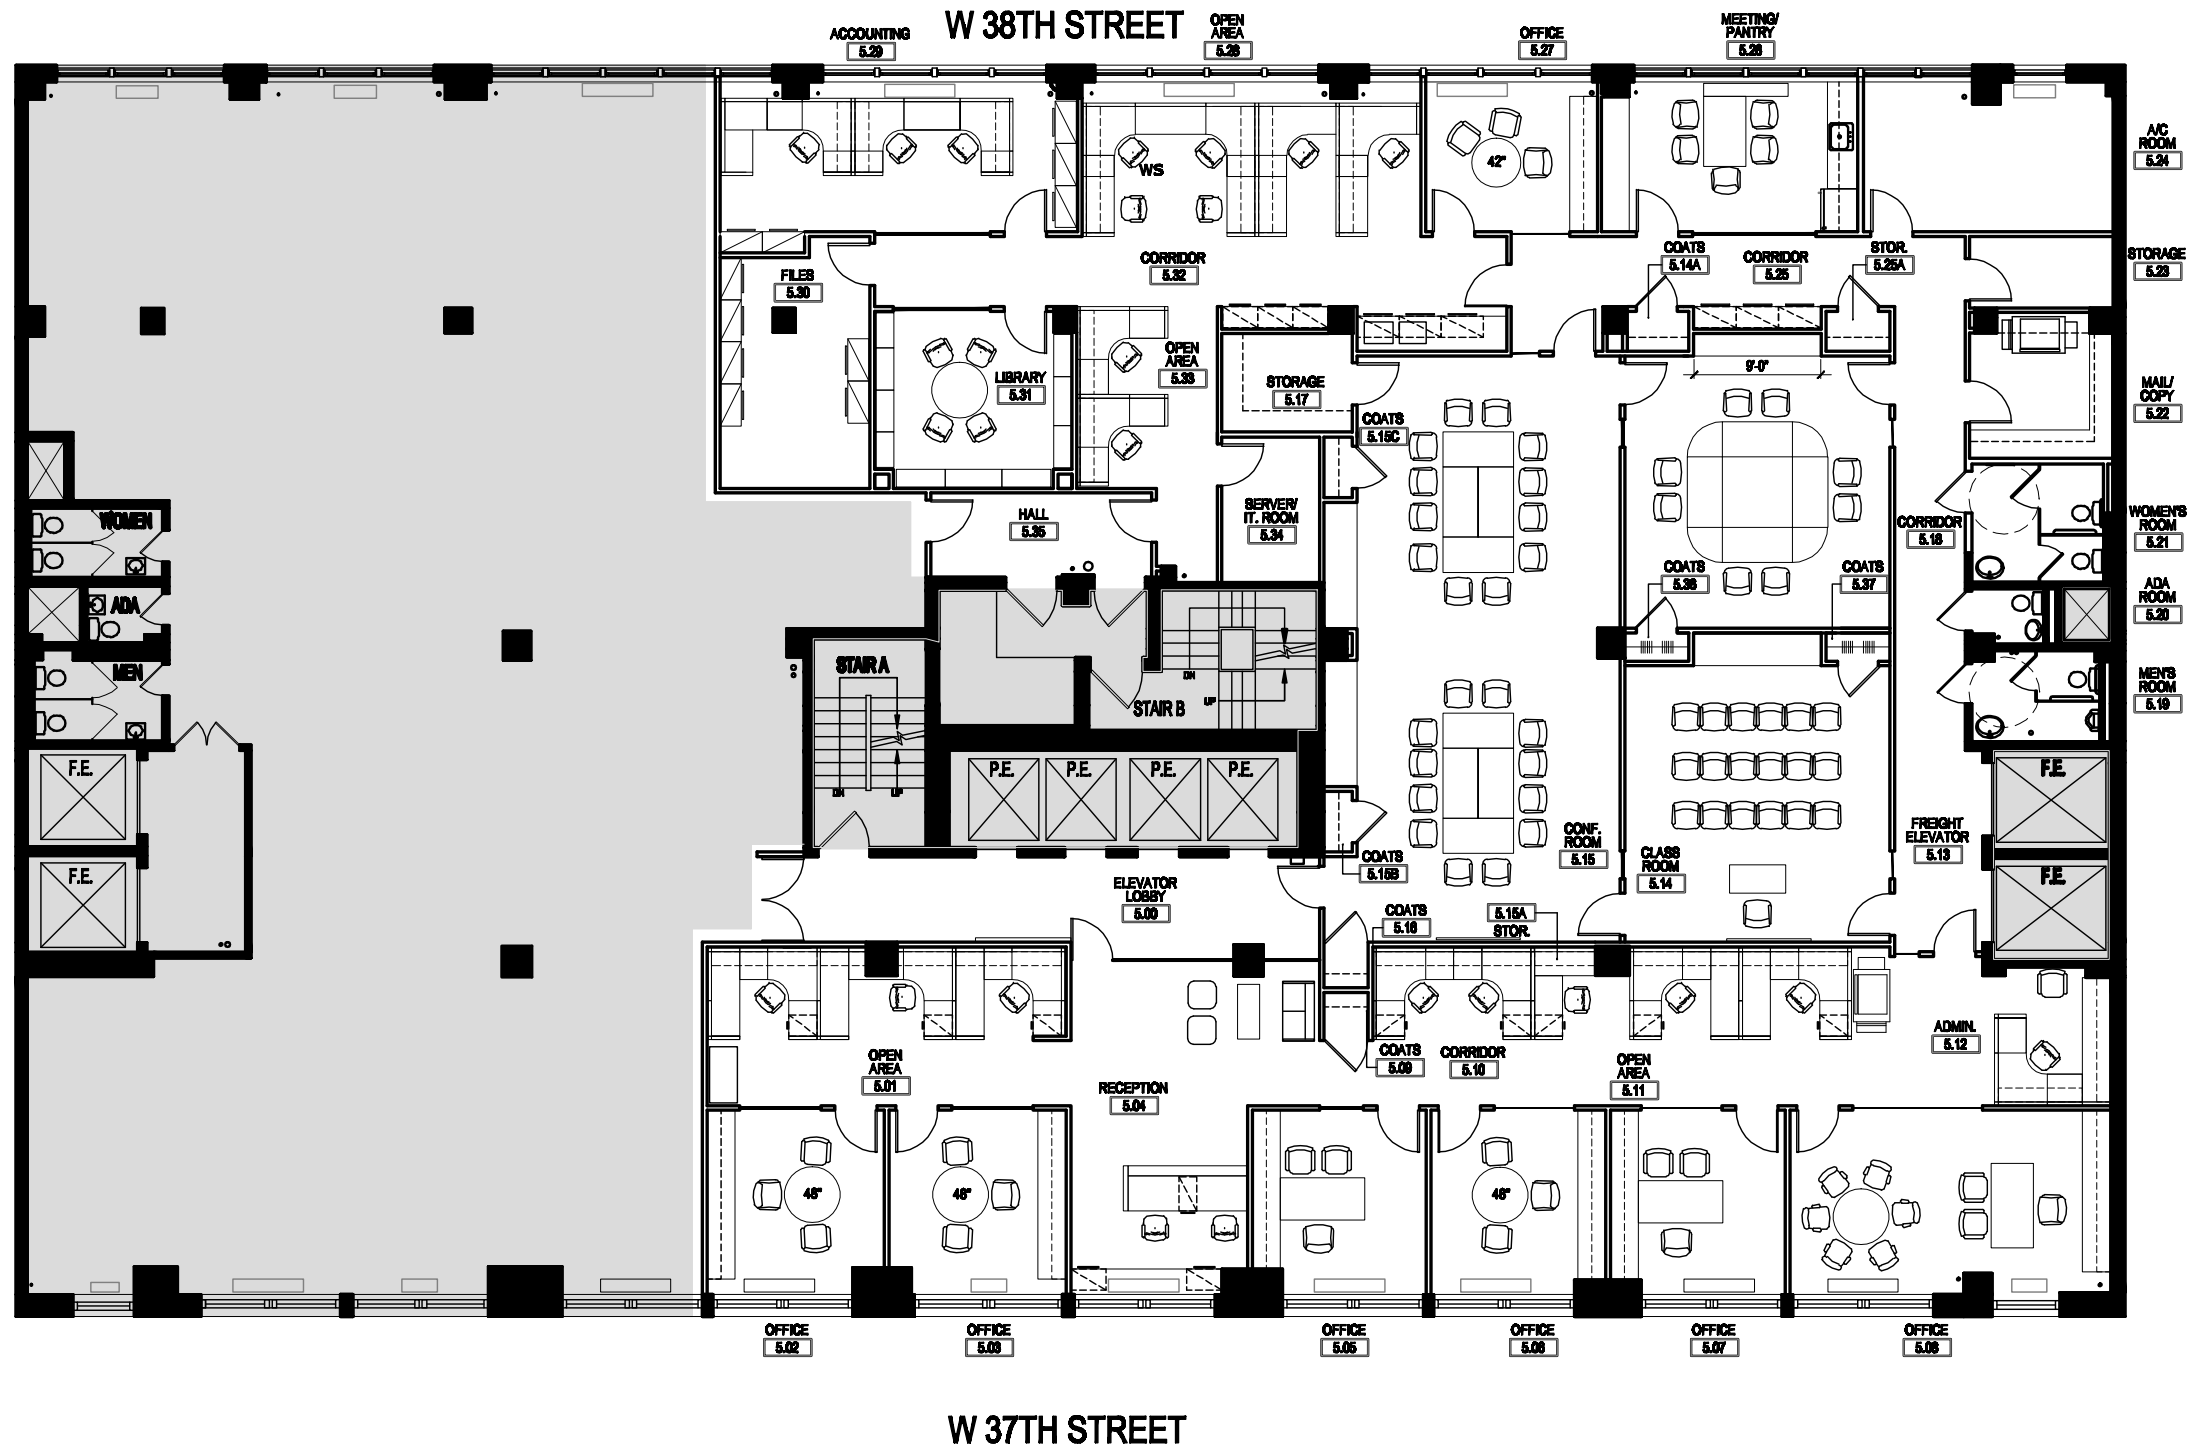 W 38TH STREET
ACCOUNTING
5.29
OPEN
AREA
5.28
OFFICE
5.27
MEETING/
PANTRY
5.26
A/C
ROOM
5.24
WS
42"
STORAGE
5.23
FILES
5.30
CORRIDOR
5.32
COATS
5.14A
CORRIDOR
5.25
STOR.
5.25A
LIBRARY
5.31
OPEN
AREA
5.33
STORAGE
5.17
9'-0"
MAIL/
COPY
5.22
COATS
5.15C
HALL
5.35
SERVER/
IT. ROOM
5.34
CORRIDOR
5.18
WOMEN'S
ROOM
5.21
WOMEN
ADA
MEN
COATS
5.36
COATS
5.37
ADA
ROOM
5.20
STAIR A
DN
UP
STAIR B
DN
UP
MEN'S
ROOM
5.19
F.E.
F.E.
P.E.
P.E.
P.E.
P.E.
F.E.
F.E.
CONF.
ROOM
5.15
CLASS
ROOM
5.14
FREIGHT
ELEVATOR
5.13
COATS
5.15B
ELEVATOR
LOBBY
5.00
COATS
5.16
5.15A
STOR.
OPEN
AREA
5.01
RECEPTION
5.04
COATS
5.09
CORRIDOR
5.10
OPEN
AREA
5.11
ADMIN.
5.12
48"
48"
48"
OFFICE
5.02
OFFICE
5.03
OFFICE
5.05
OFFICE
5.06
OFFICE
5.07
OFFICE
5.08
W 37TH STREET